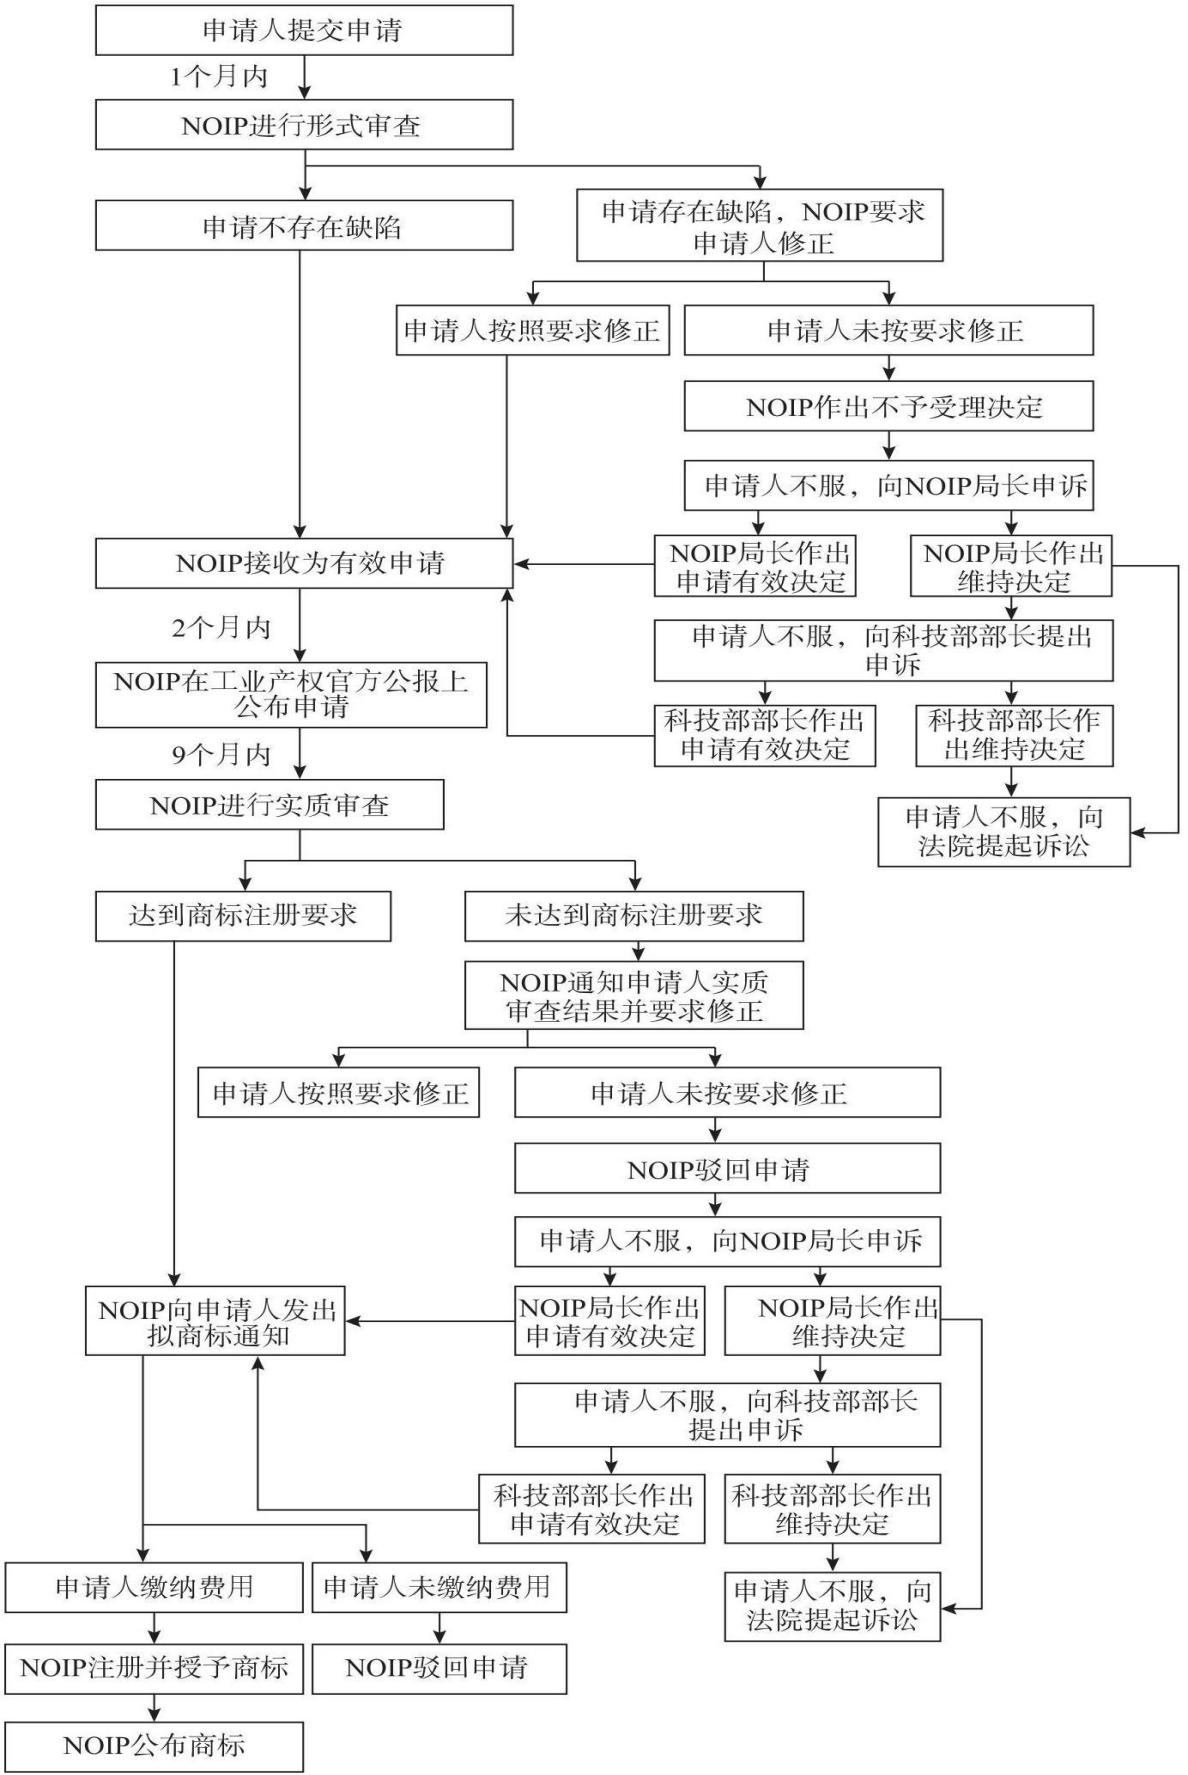 申请人提交申请
1个月内
NOIP进行形式审查
申请不存在缺陷
申请存在缺陷，NOIP要求
申请人修正
申请人按照要求修正
申请人未按要求修正
NOIP作出不予受理决定
申请人不服，向NOIP局长申诉
NOIP接收为有效申请
NOIP局长作出
申请有效决定
NOIP局长作出
维持决定
2个月内
申请人不服，向科技部部长提出
申诉
NOIP在工业产权官方公报上
公布申请
科技部部长作出
申请有效决定
科技部部长作
出维持决定
9个月内
NOIP进行实质审查
申请人不服，向
法院提起诉讼
达到商标注册要求
未达到商标注册要求
NOIP通知申请人实质
审查结果并要求修正
申请人按照要求修正
申请人未按要求修正
NOIP驳回申请
申请人不服，向NOIP局长申诉
NOIP向申请人发出
拟商标通知
NOIP局长作出
申请有效决定
NOIP局长作出
维持决定
申请人不服，向科技部部长
提出申诉
科技部部长作出
申请有效决定
科技部部长作出
维持决定
申请人缴纳费用
申请人未缴纳费用
申请人不服，向
法院提起诉讼
NOIP注册并授予商标
NOIP驳回申请
NOIP公布商标